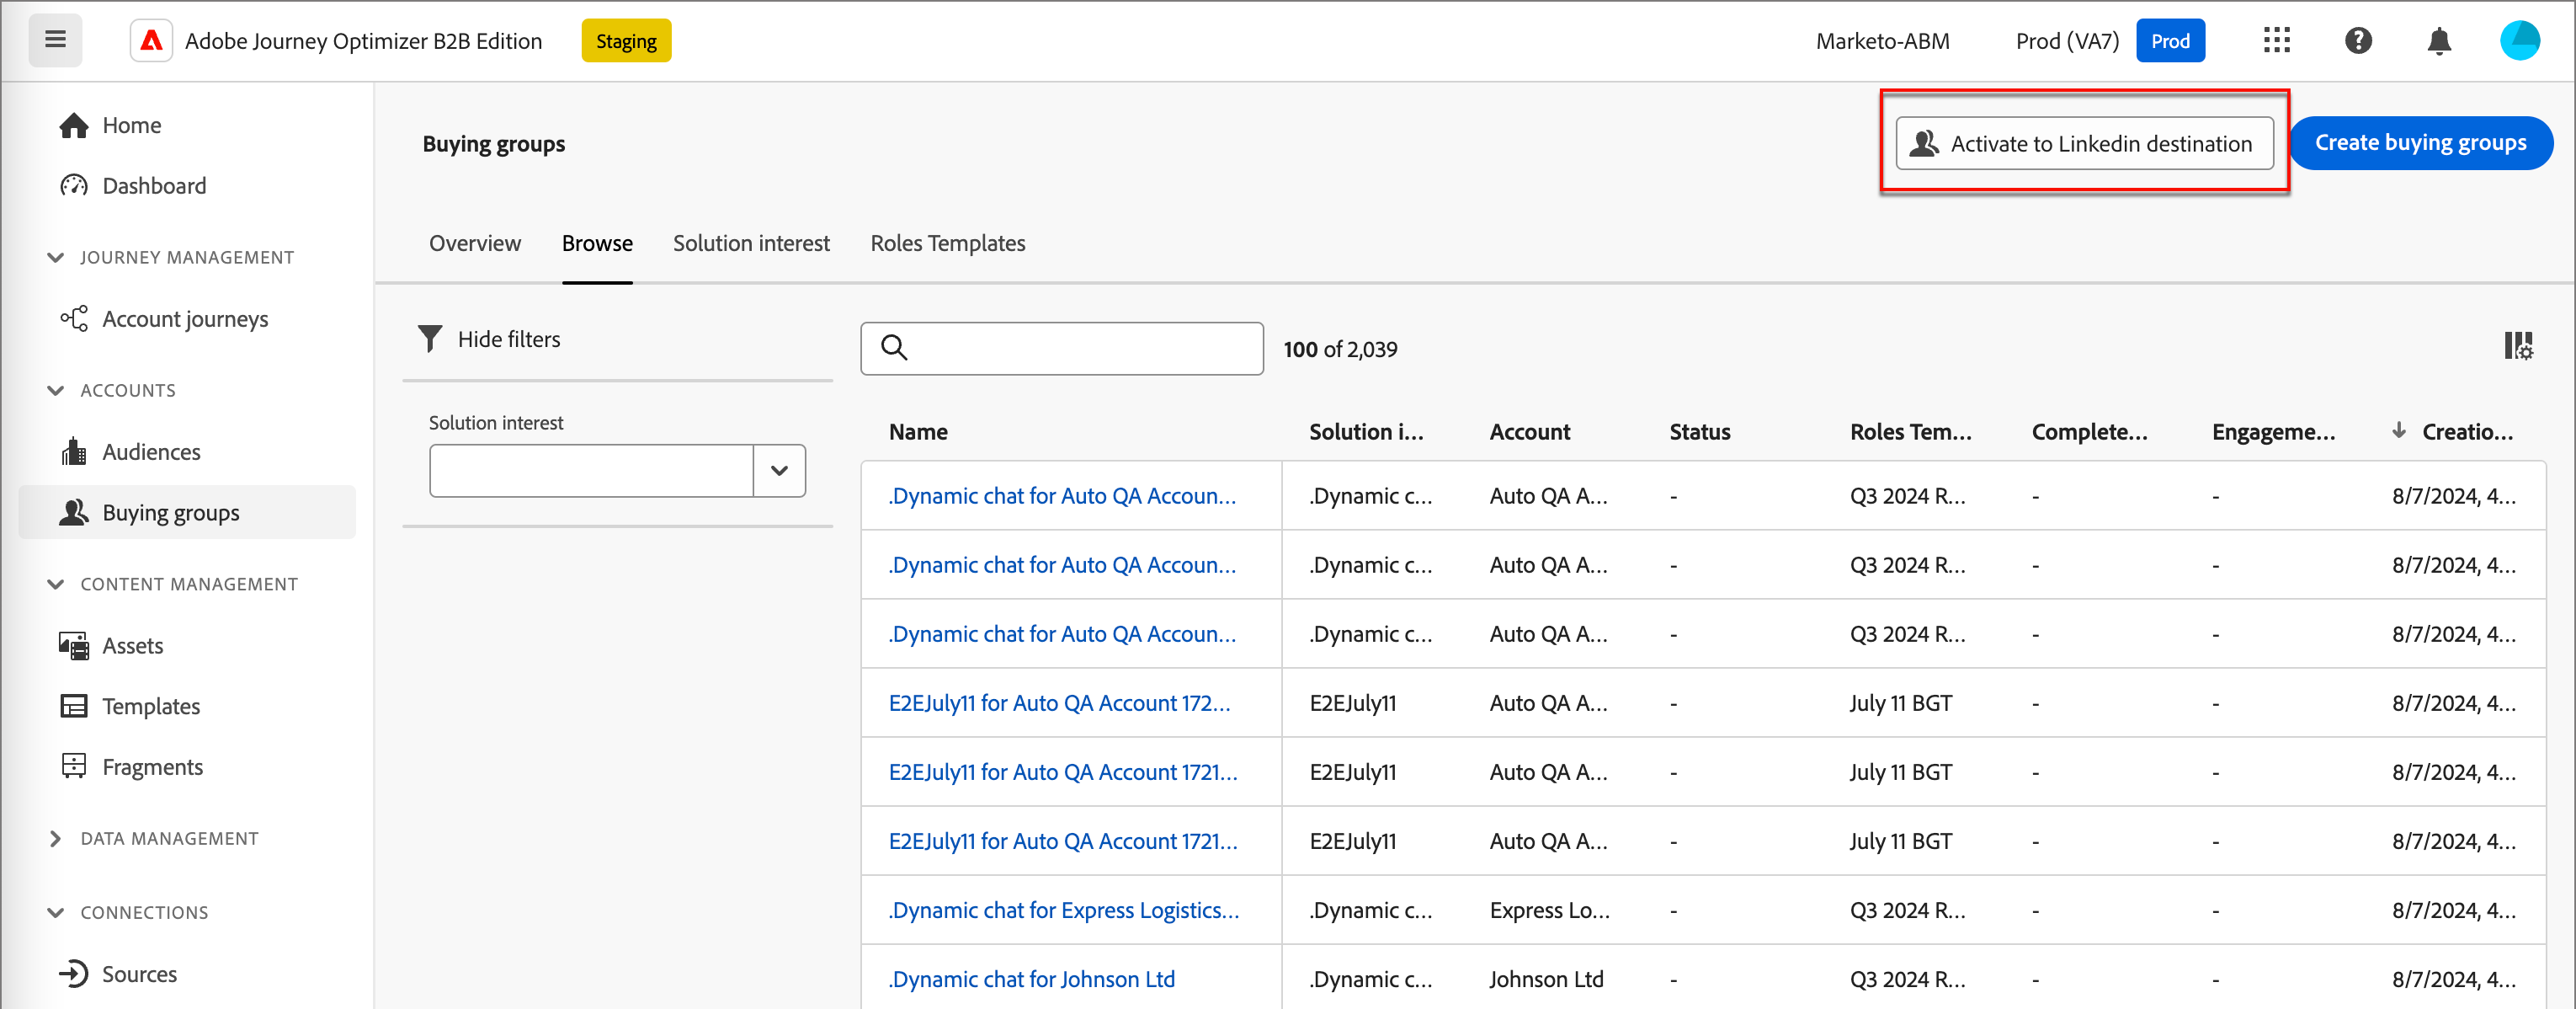 Adobe Journey Optimizer B2B Edition Staging Marketo-ABM Prod (VA7) Prod
Home
Dashboard
JOURNEY MANAGEMENT
Account journeys
ACCOUNTS
Audiences
Buying groups
CONTENT MANAGEMENT
Assets
Templates
Fragments
DATA MANAGEMENT
CONNECTIONS
Sources
Buying groups
Activate to Linkedin destination
Create buying groups
Overview Browse Solution interest Roles Templates
Hide filters
Solution interest
100 of 2,039
Name Solution i... Account Status Roles Tem... Complete... Engageme... Creatio...
.Dynamic chat for Auto QA Accoun... .Dynamic c... Auto QA A... - Q3 2024 R... - - 8/7/2024, 4...
.Dynamic chat for Auto QA Accoun... .Dynamic c... Auto QA A... - Q3 2024 R... - - 8/7/2024, 4...
.Dynamic chat for Auto QA Accoun... .Dynamic c... Auto QA A... - Q3 2024 R... - - 8/7/2024, 4...
E2EJuly11 for Auto QA Account 172... E2EJuly11 Auto QA A... - July 11 BGT - - 8/7/2024, 4...
E2EJuly11 for Auto QA Account 1721... E2EJuly11 Auto QA A... - July 11 BGT - - 8/7/2024, 4...
E2EJuly11 for Auto QA Account 1721... E2EJuly11 Auto QA A... - July 11 BGT - - 8/7/2024, 4...
.Dynamic chat for Express Logistics... .Dynamic c... Express Lo... - Q3 2024 R... - - 8/7/2024, 4...
.Dynamic chat for Johnson Ltd .Dynamic c... Johnson Ltd - Q3 2024 R... - - 8/7/2024, 4...